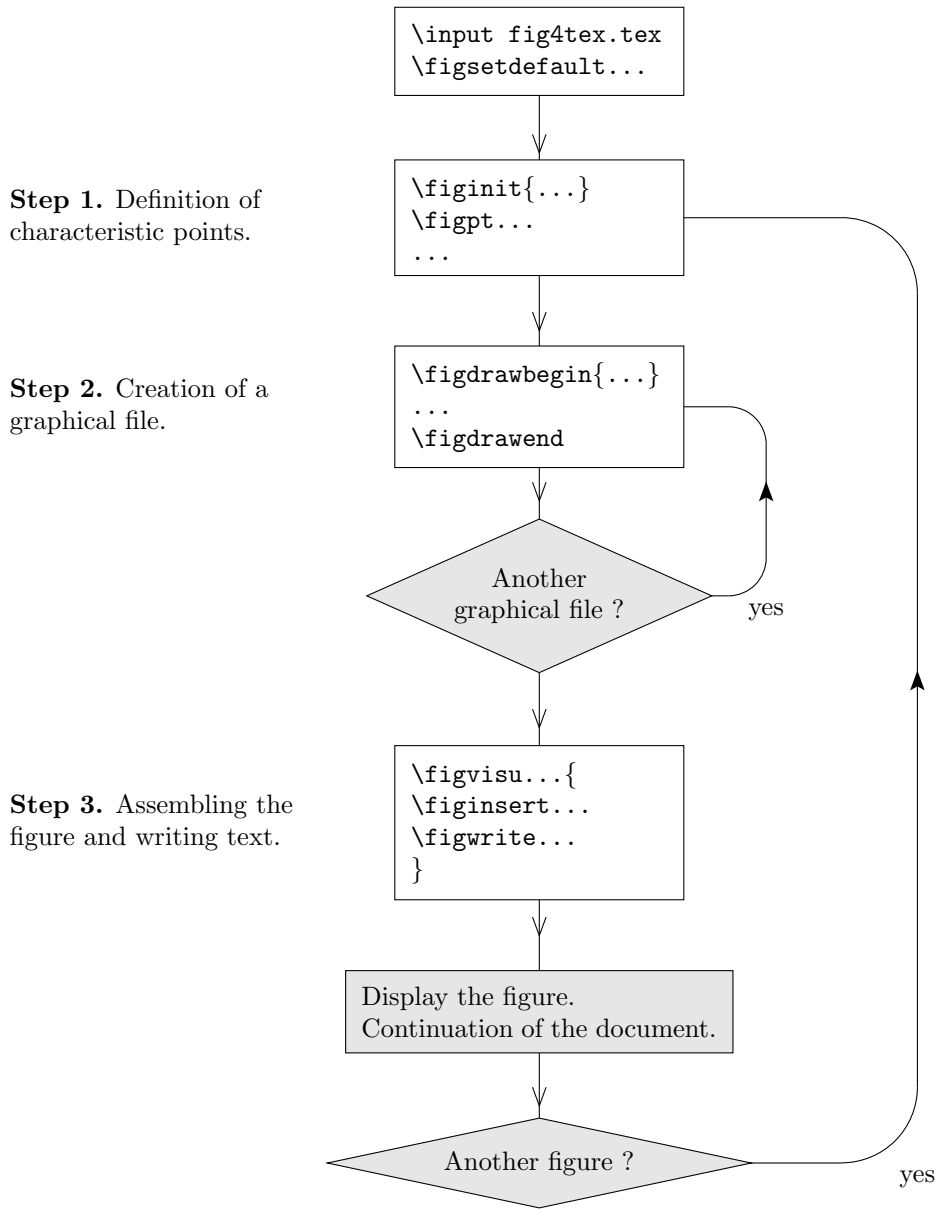 \input fig4tex.tex
\figsetdefault...
Step 1. Definition of
characteristic points.
\figinit{...}
\figpt...
...
Step 2. Creation of a
graphical file.
\figdrawbegin{...}
...
\figdrawend
Another
graphical file ?
yes
Step 3. Assembling the
figure and writing text.
\figvisu...{
\figinsert...
\figwrite...
}
Display the figure.
Continuation of the document.
Another figure ?
yes